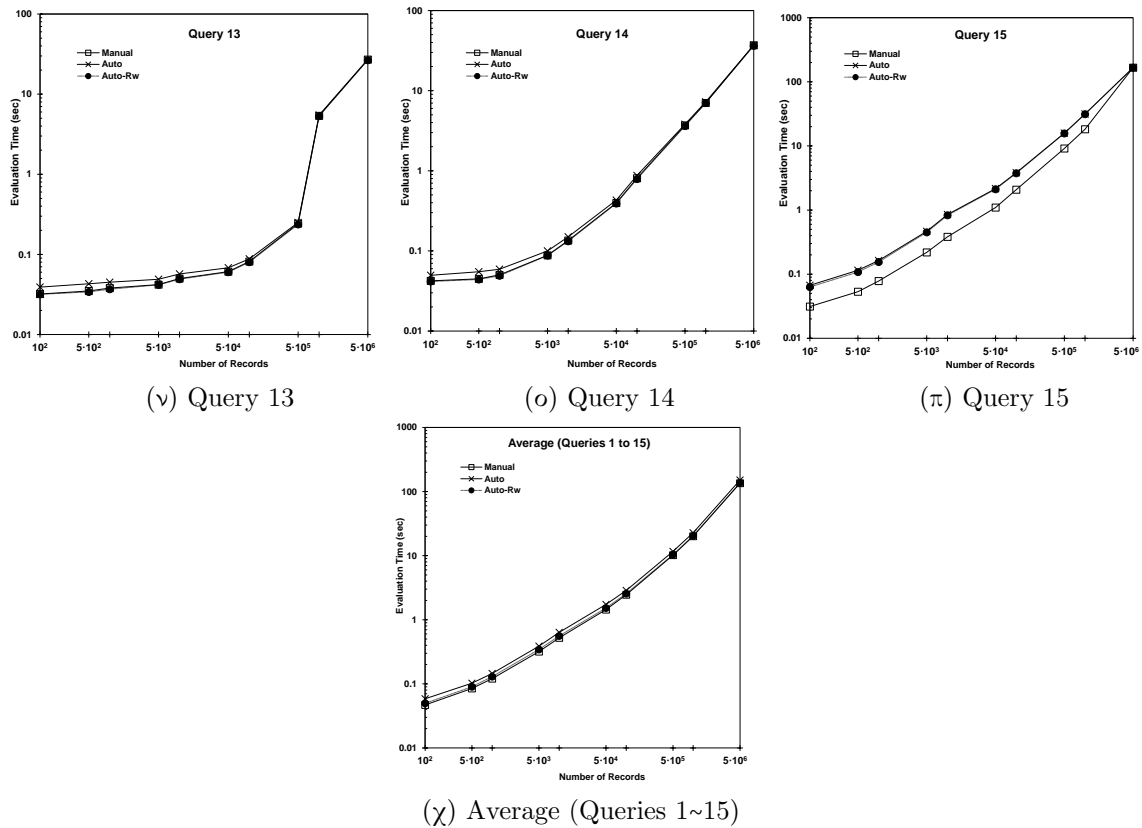 Query 13
Manual
Auto
Auto-Rw
Evaluation Time (sec)
100
10
1
0.1
0.01
10² 5·10² 5·10³ 5·10⁴ 5·10⁵ 5·10⁶
Number of Records
(ν) Query 13
Query 14
Manual
Auto
Auto-Rw
Evaluation Time (sec)
100
10
1
0.1
0.01
10² 5·10² 5·10³ 5·10⁴ 5·10⁵ 5·10⁶
Number of Records
(ο) Query 14
Query 15
Manual
Auto
Auto-Rw
Evaluation Time (sec)
1000
100
10
1
0.1
0.01
10² 5·10² 5·10³ 5·10⁴ 5·10⁵ 5·10⁶
Number of Records
(π) Query 15
Average (Queries 1 to 15)
Manual
Auto
Auto-Rw
Evaluation Time (sec)
1000
100
10
1
0.1
0.01
10² 5·10² 5·10³ 5·10⁴ 5·10⁵ 5·10⁶
Number of Records
(χ) Average (Queries 1~15)